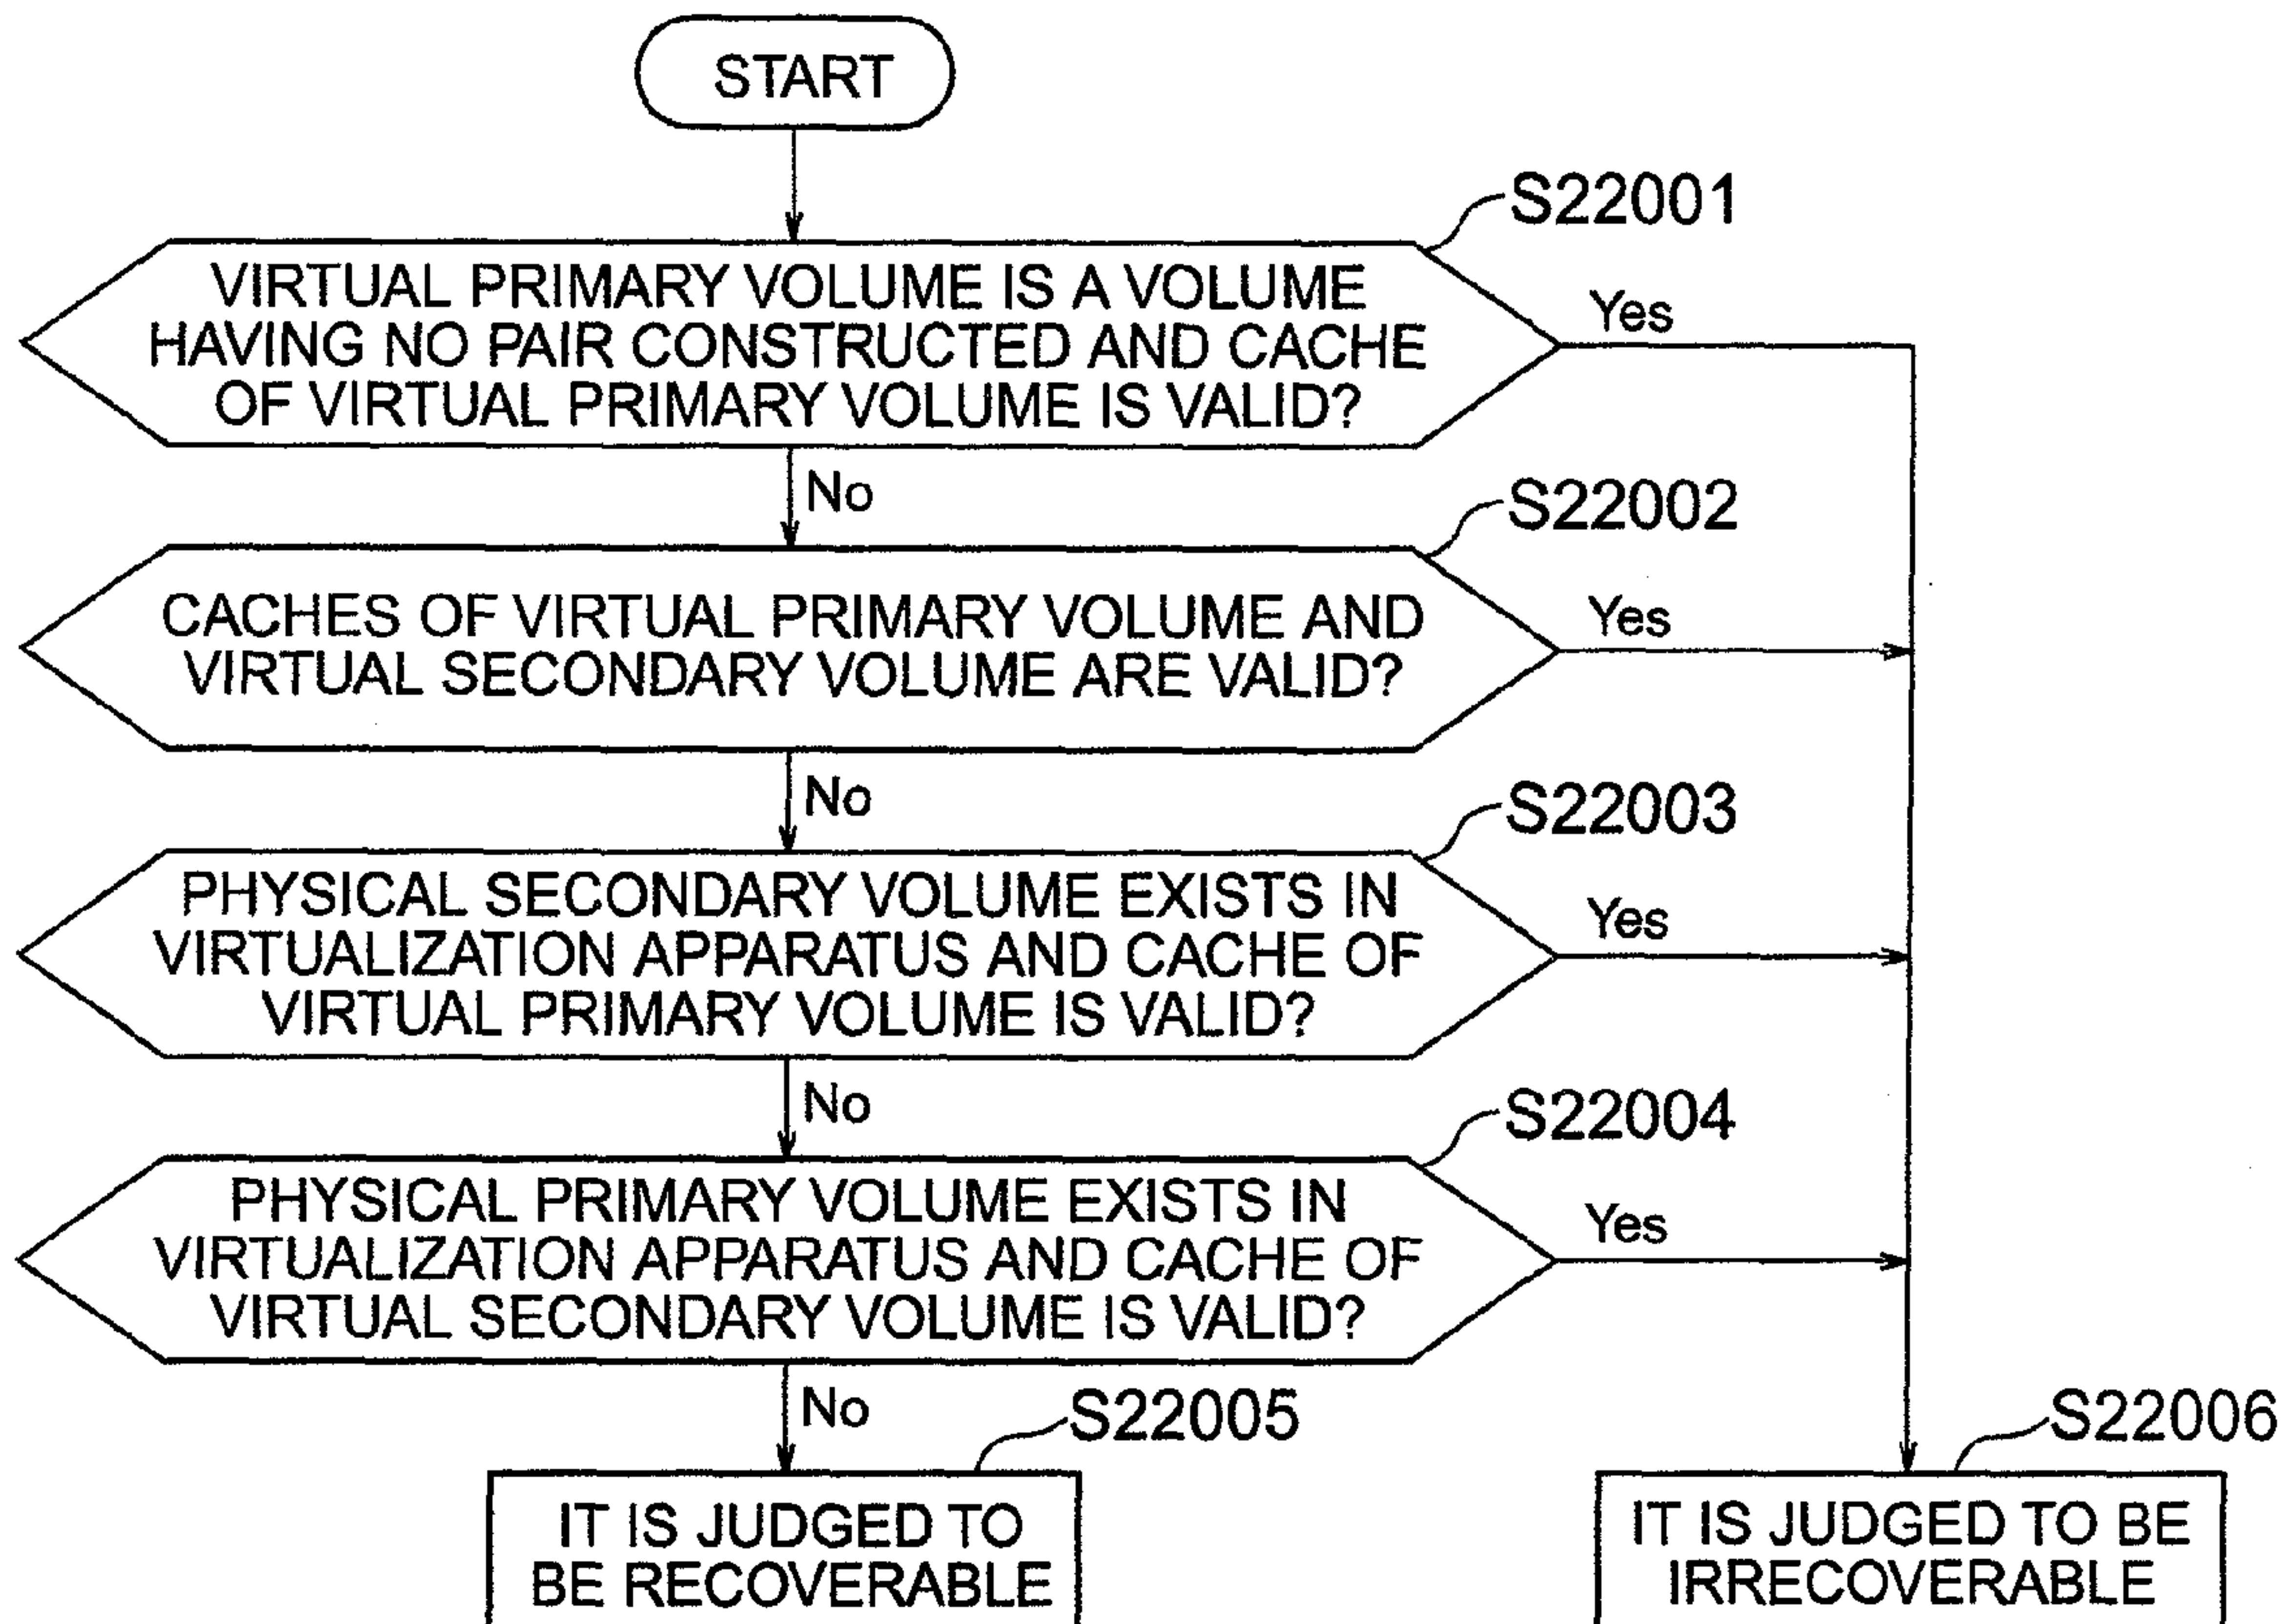 START
S22001
VIRTUAL PRIMARY VOLUME IS A VOLUME
HAVING NO PAIR CONSTRUCTED AND CACHE
OF VIRTUAL PRIMARY VOLUME IS VALID?
Yes
No
S22002
CACHES OF VIRTUAL PRIMARY VOLUME AND
VIRTUAL SECONDARY VOLUME ARE VALID?
Yes
No
S22003
PHYSICAL SECONDARY VOLUME EXISTS IN
VIRTUALIZATION APPARATUS AND CACHE OF
VIRTUAL PRIMARY VOLUME IS VALID?
Yes
No
S22004
PHYSICAL PRIMARY VOLUME EXISTS IN
VIRTUALIZATION APPARATUS AND CACHE OF
VIRTUAL SECONDARY VOLUME IS VALID?
Yes
No
S22005
IT IS JUDGED TO
BE RECOVERABLE
S22006
IT IS JUDGED TO BE
IRRECOVERABLE